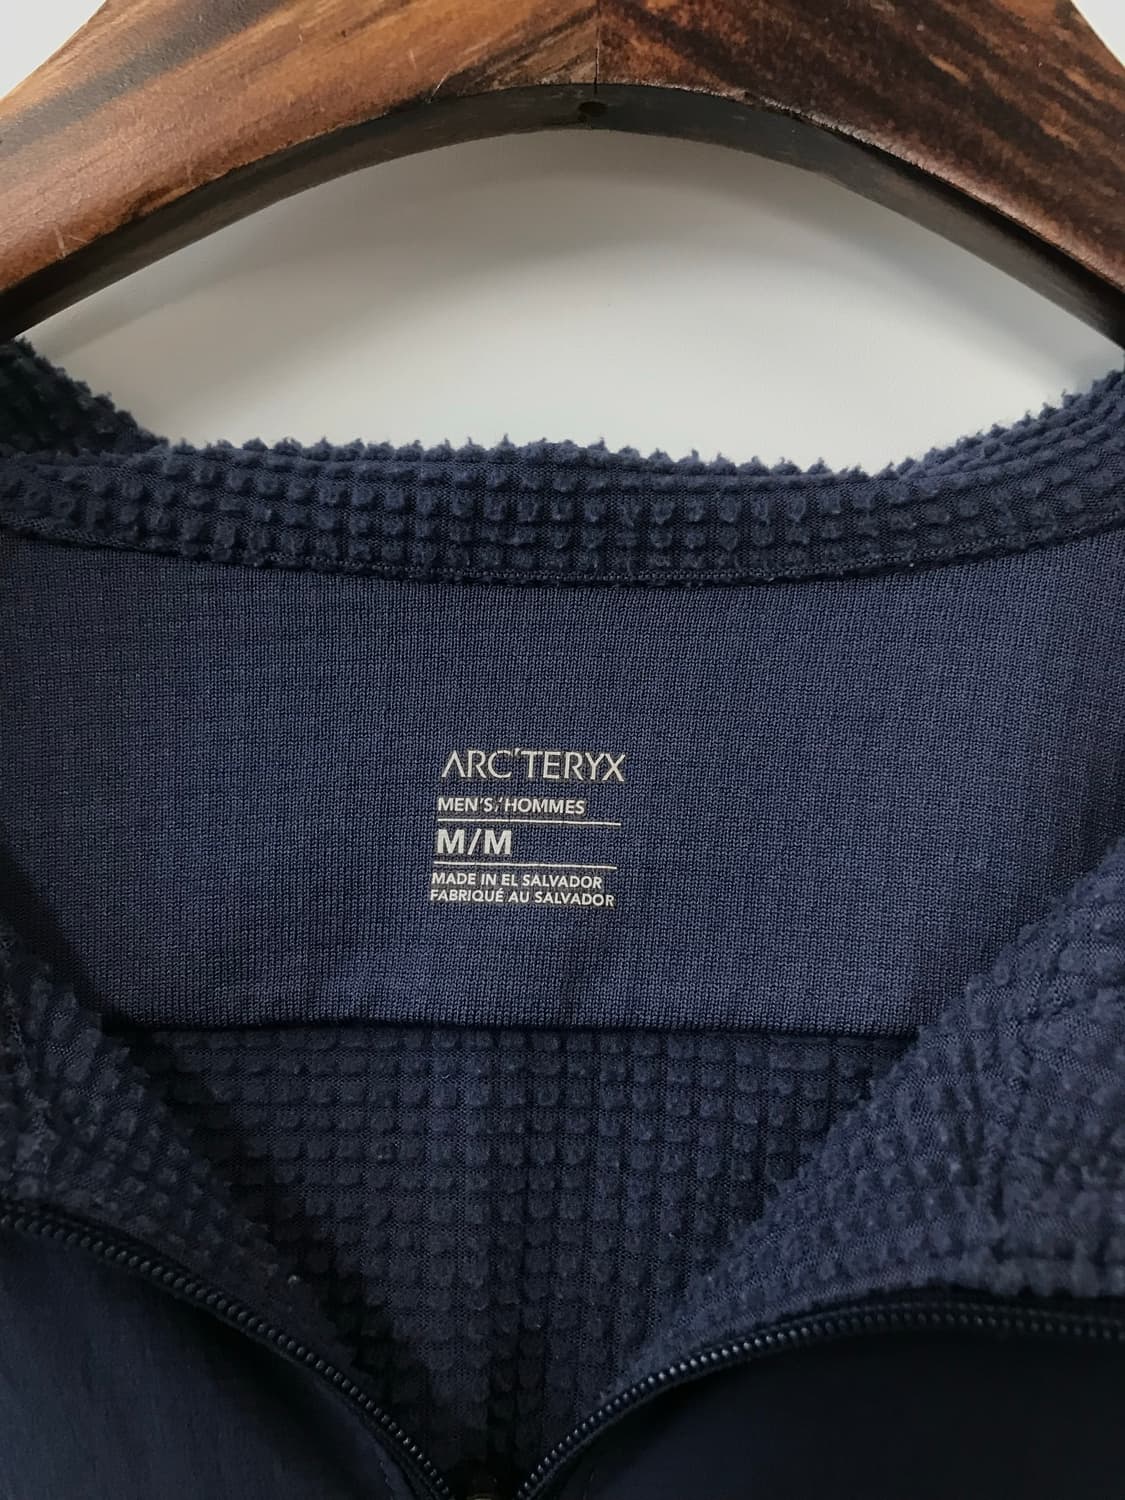 ARC'TERYX
MEN'S/HOMMES
M/M
MADE IN EL SALVADOR
FABRIQUÉ AU SALVADOR